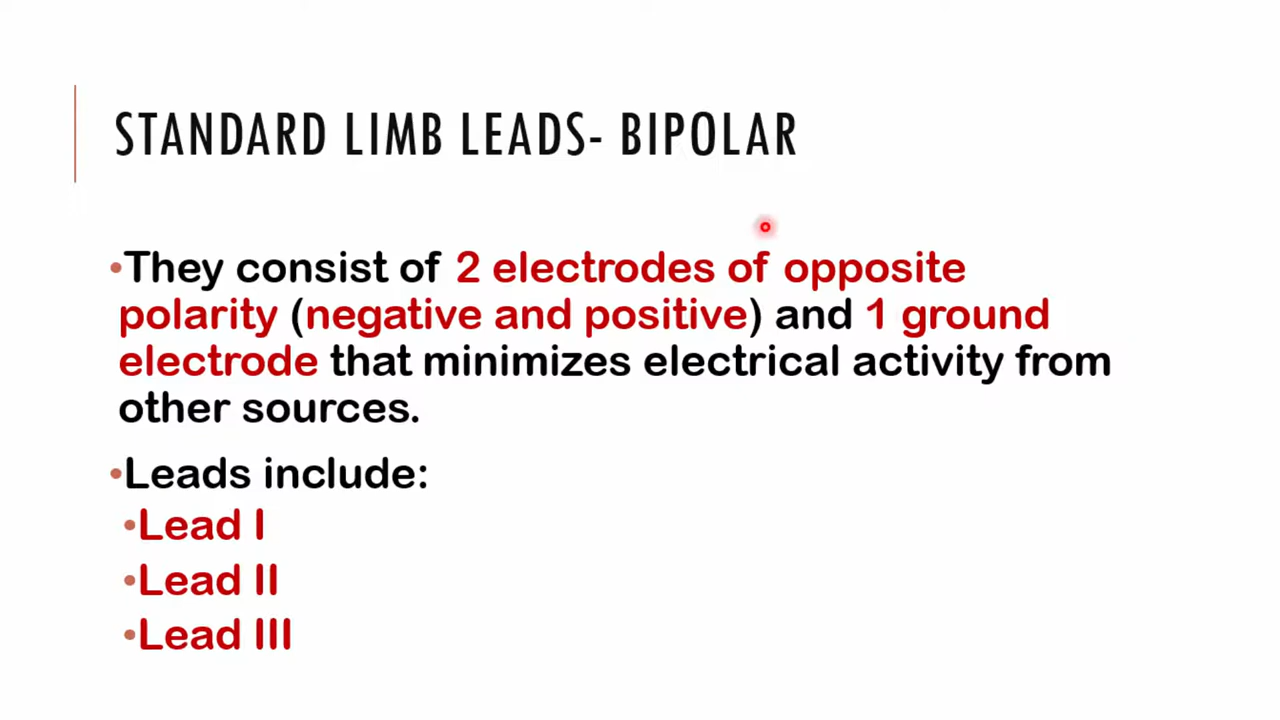 STANDARD LIMB LEADS- BIPOLAR
•They consist of 2 electrodes of opposite
polarity (negative and positive) and 1 ground
electrode that minimizes electrical activity from
other sources.
•Leads include:
•Lead I
•Lead II
•Lead III